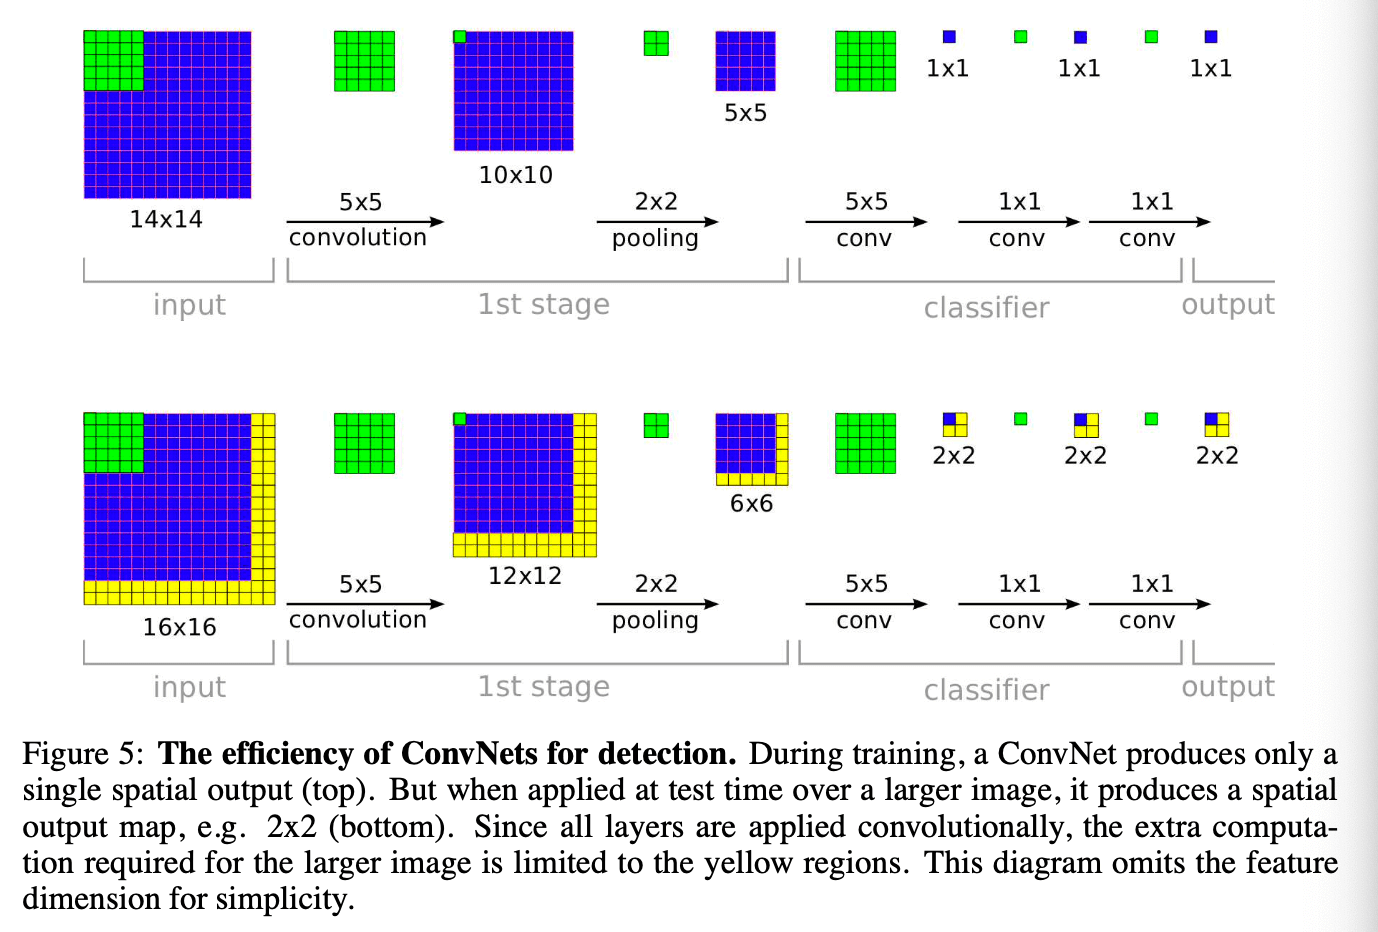 1x1 1x1 1x1
5x5
10x10
14x14
5x5 2x2 5x5 1x1 1x1
convolution pooling conv conv conv
input 1st stage classifier output
2x2 2x2 2x2
6x6
12x12
16x16
5x5 2x2 5x5 1x1 1x1
convolution pooling conv conv conv
input 1st stage classifier output
Figure 5: The efficiency of ConvNets for detection. During training, a ConvNet produces only a
single spatial output (top). But when applied at test time over a larger image, it produces a spatial
output map, e.g. 2x2 (bottom). Since all layers are applied convolutionally, the extra computa-
tion required for the larger image is limited to the yellow regions. This diagram omits the feature
dimension for simplicity.